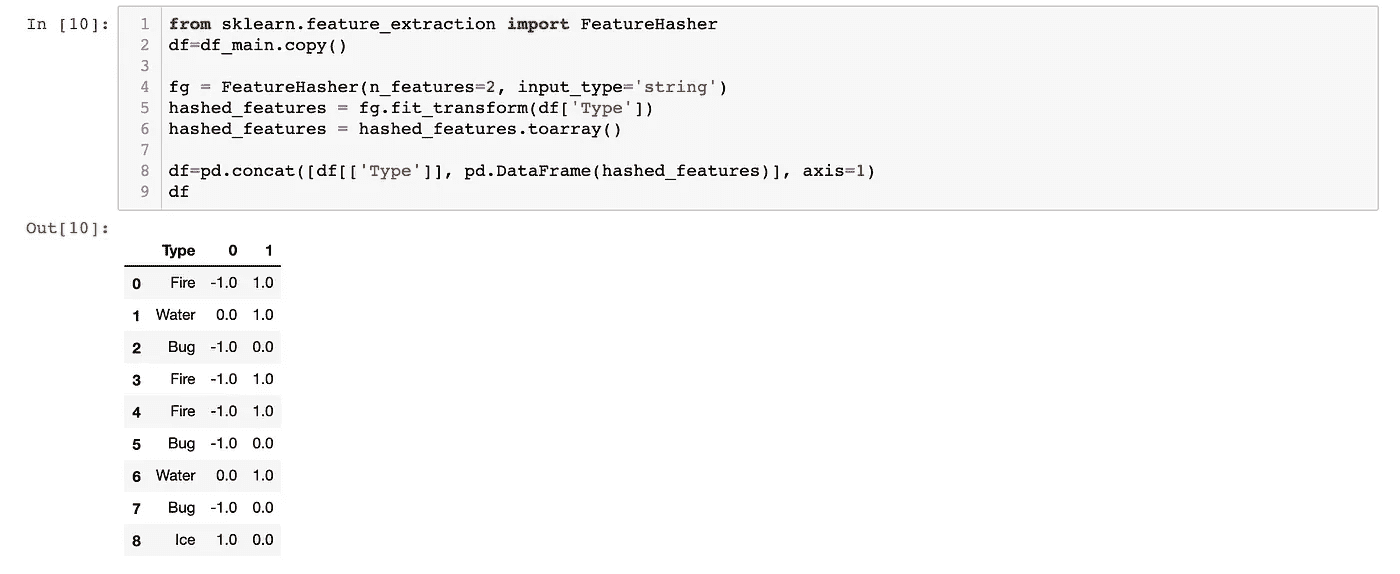 In [10]:
1 from sklearn.feature_extraction import FeatureHasher
2 df=df_main.copy()
3
4 fg = FeatureHasher(n_features=2, input_type='string')
5 hashed_features = fg.fit_transform(df['Type'])
6 hashed_features = hashed_features.toarray()
7
8 df=pd.concat([df[['Type']], pd.DataFrame(hashed_features)], axis=1)
9 df
Out[10]:
Type 0 1
0 Fire -1.0 1.0
1 Water 0.0 1.0
2 Bug -1.0 0.0
3 Fire -1.0 1.0
4 Fire -1.0 1.0
5 Bug -1.0 0.0
6 Water 0.0 1.0
7 Bug -1.0 0.0
8 Ice 1.0 0.0